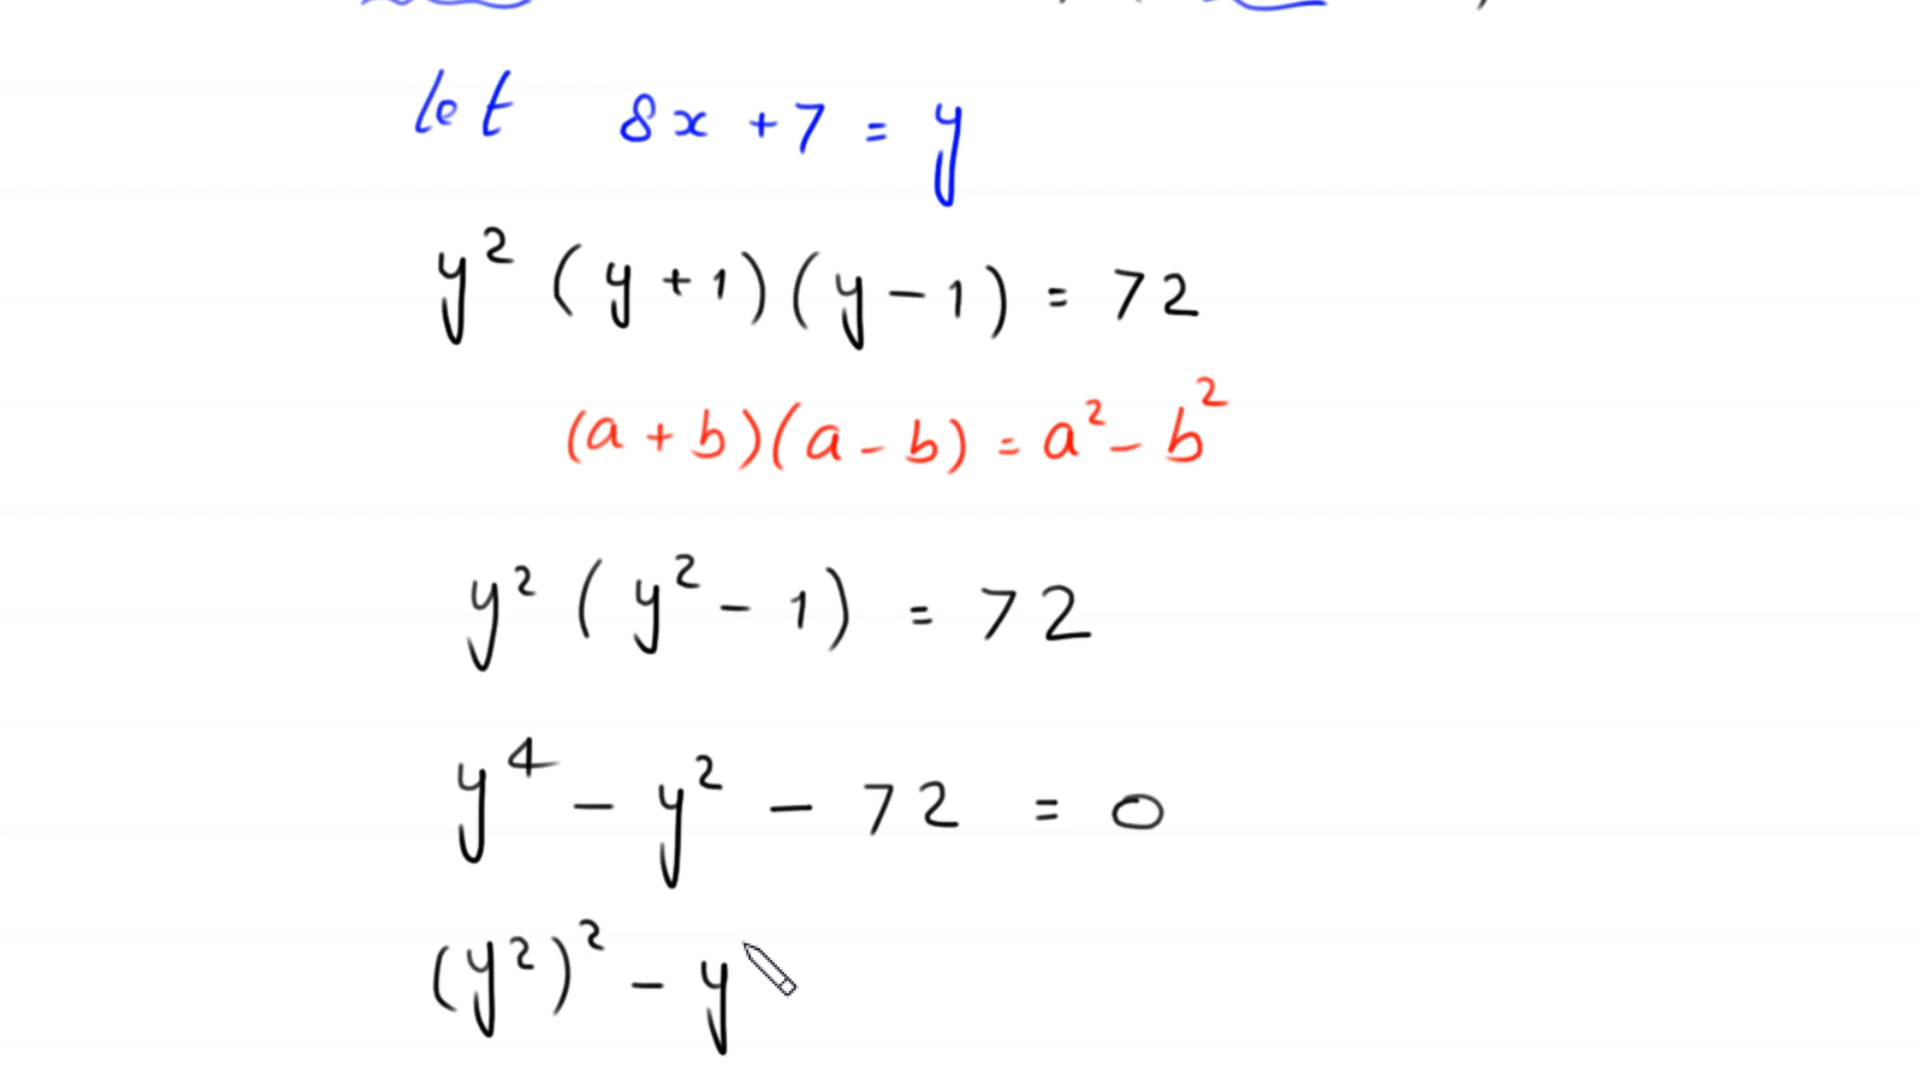 let 8x + 7 = y
y² (y + 1)(y - 1) = 72
(a + b)(a - b) = a² - b²
y² (y² - 1) = 72
y⁴ - y² - 72 = 0
(y²)² - y